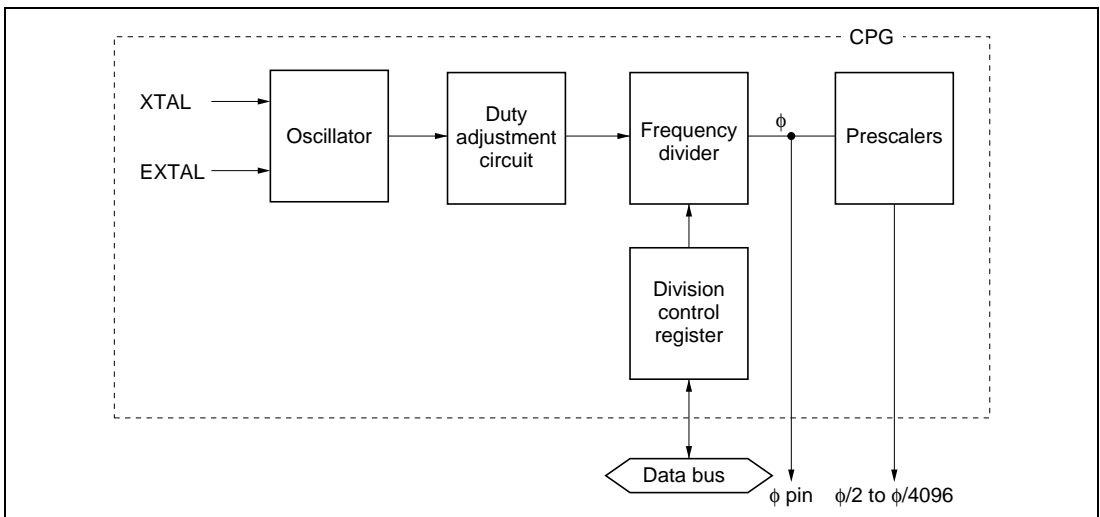 CPG
XTAL
EXTAL
Oscillator
Duty
adjustment
circuit
Frequency
divider
ϕ
Prescalers
Division
control
register
Data bus
ϕ pin
ϕ/2 to ϕ/4096